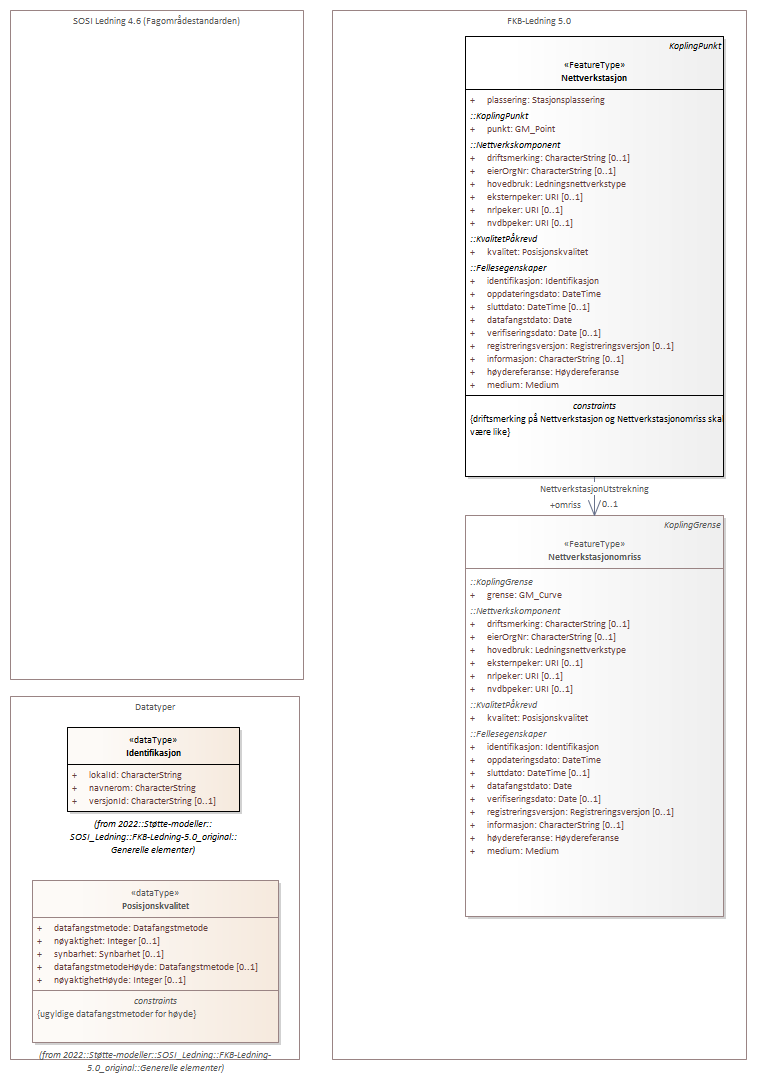 SOSI Ledning 4.6 (Fagområdestandarden)
FKB-Ledning 5.0
KoplingPunkt
«FeatureType»
Nettverkstasjon
+ plassering: Stasjonsplassering
::KoplingPunkt
+ punkt: GM_Point
::Nettverkskomponent
+ driftsmerking: CharacterString [0..1]
+ eierOrgNr: CharacterString [0..1]
+ hovedbruk: Ledningsnettverkstype
+ eksternpeker: URI [0..1]
+ nrlpeker: URI [0..1]
+ nvdbpeker: URI [0..1]
::KvalitetPåkrevd
+ kvalitet: Posisjonskvalitet
::Fellesegenskaper
+ identifikasjon: Identifikasjon
+ oppdateringsdato: DateTime
+ sluttdato: DateTime [0..1]
+ datafangstdato: Date
+ verifiseringsdato: Date [0..1]
+ registreringsversjon: Registreringsversjon [0..1]
+ informasjon: CharacterString [0..1]
+ høydereferanse: Høydereferanse
+ medium: Medium
constraints
{driftsmerking på Nettverkstasjon og Nettverkstasjonomriss skal
være like}
NettverkstasjonUtstrekning
+omriss 0..1
KoplingGrense
«FeatureType»
Nettverkstasjonomriss
::KoplingGrense
+ grense: GM_Curve
::Nettverkskomponent
+ driftsmerking: CharacterString [0..1]
+ eierOrgNr: CharacterString [0..1]
+ hovedbruk: Ledningsnettverkstype
+ eksternpeker: URI [0..1]
+ nrlpeker: URI [0..1]
+ nvdbpeker: URI [0..1]
::KvalitetPåkrevd
+ kvalitet: Posisjonskvalitet
::Fellesegenskaper
+ identifikasjon: Identifikasjon
+ oppdateringsdato: DateTime
+ sluttdato: DateTime [0..1]
+ datafangstdato: Date
+ verifiseringsdato: Date [0..1]
+ registreringsversjon: Registreringsversjon [0..1]
+ informasjon: CharacterString [0..1]
+ høydereferanse: Høydereferanse
+ medium: Medium
Datatyper
«dataType»
Identifikasjon
+ lokalId: CharacterString
+ navnerom: CharacterString
+ versjonId: CharacterString [0..1]
(from 2022::Støtte-modeller::
SOSI_Ledning::FKB-Ledning-5.0_original::
Generelle elementer)
«dataType»
Posisjonskvalitet
+ datafangstmetode: Datafangstmetode
+ nøyaktighet: Integer [0..1]
+ synbarhet: Synbarhet [0..1]
+ datafangstmetodeHøyde: Datafangstmetode [0..1]
+ nøyaktighetHøyde: Integer [0..1]
constraints
{ugyldige datafangstmetoder for høyde}
(from 2022::Støtte-modeller::SOSI_Ledning::FKB-Ledning-
5.0_original::Generelle elementer)